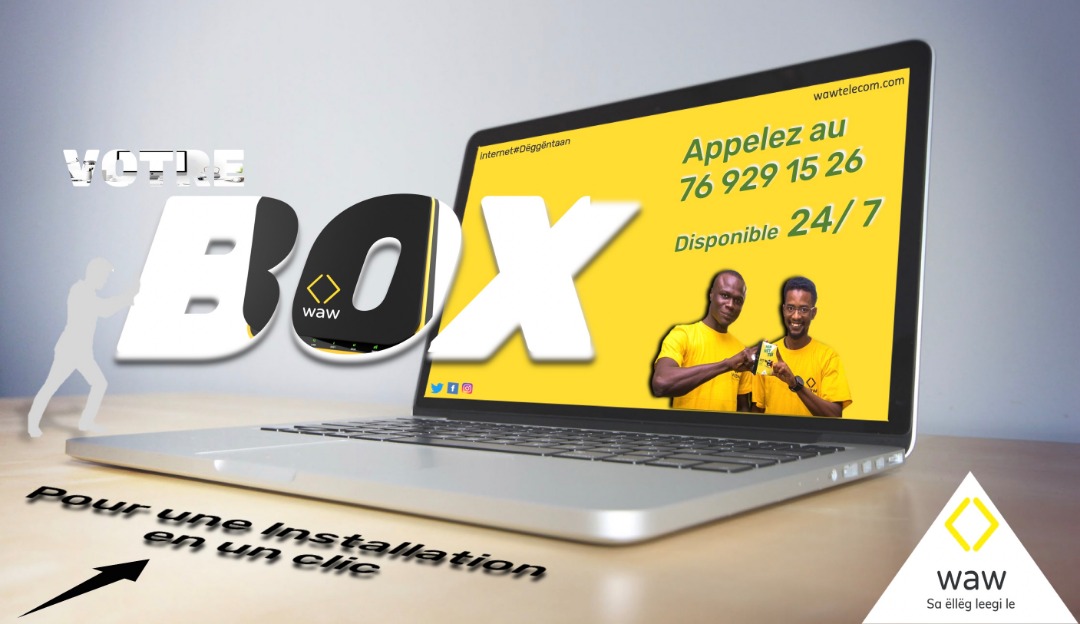 wawtelecom.com
Internet#Dëggëntaan
Appelez au
76 929 15 26
Disponible 24/7
VOTRE
BOX
waw
Pour une Installation
en un clic
waw
Sa ëllëg leegi le